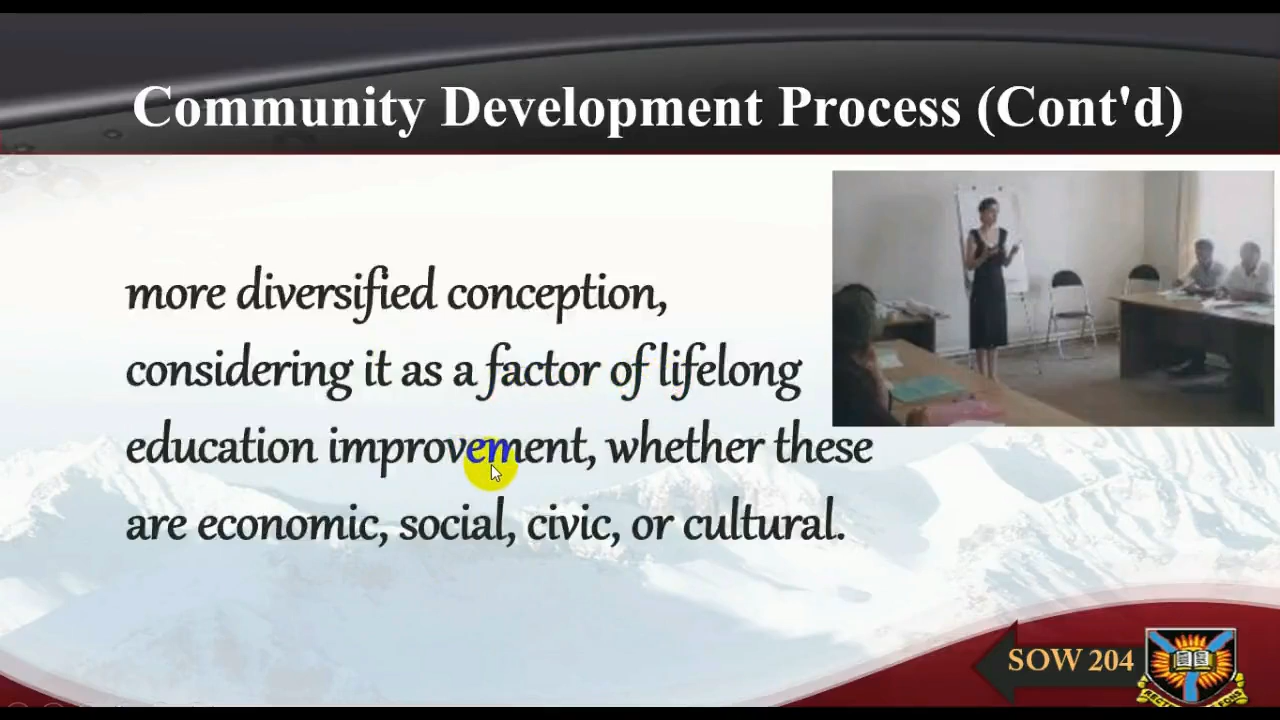 Community Development Process (Cont'd)
more diversified conception,
considering it as a factor of lifelong
education improvement, whether these
are economic, social, civic, or cultural.
SOW 204